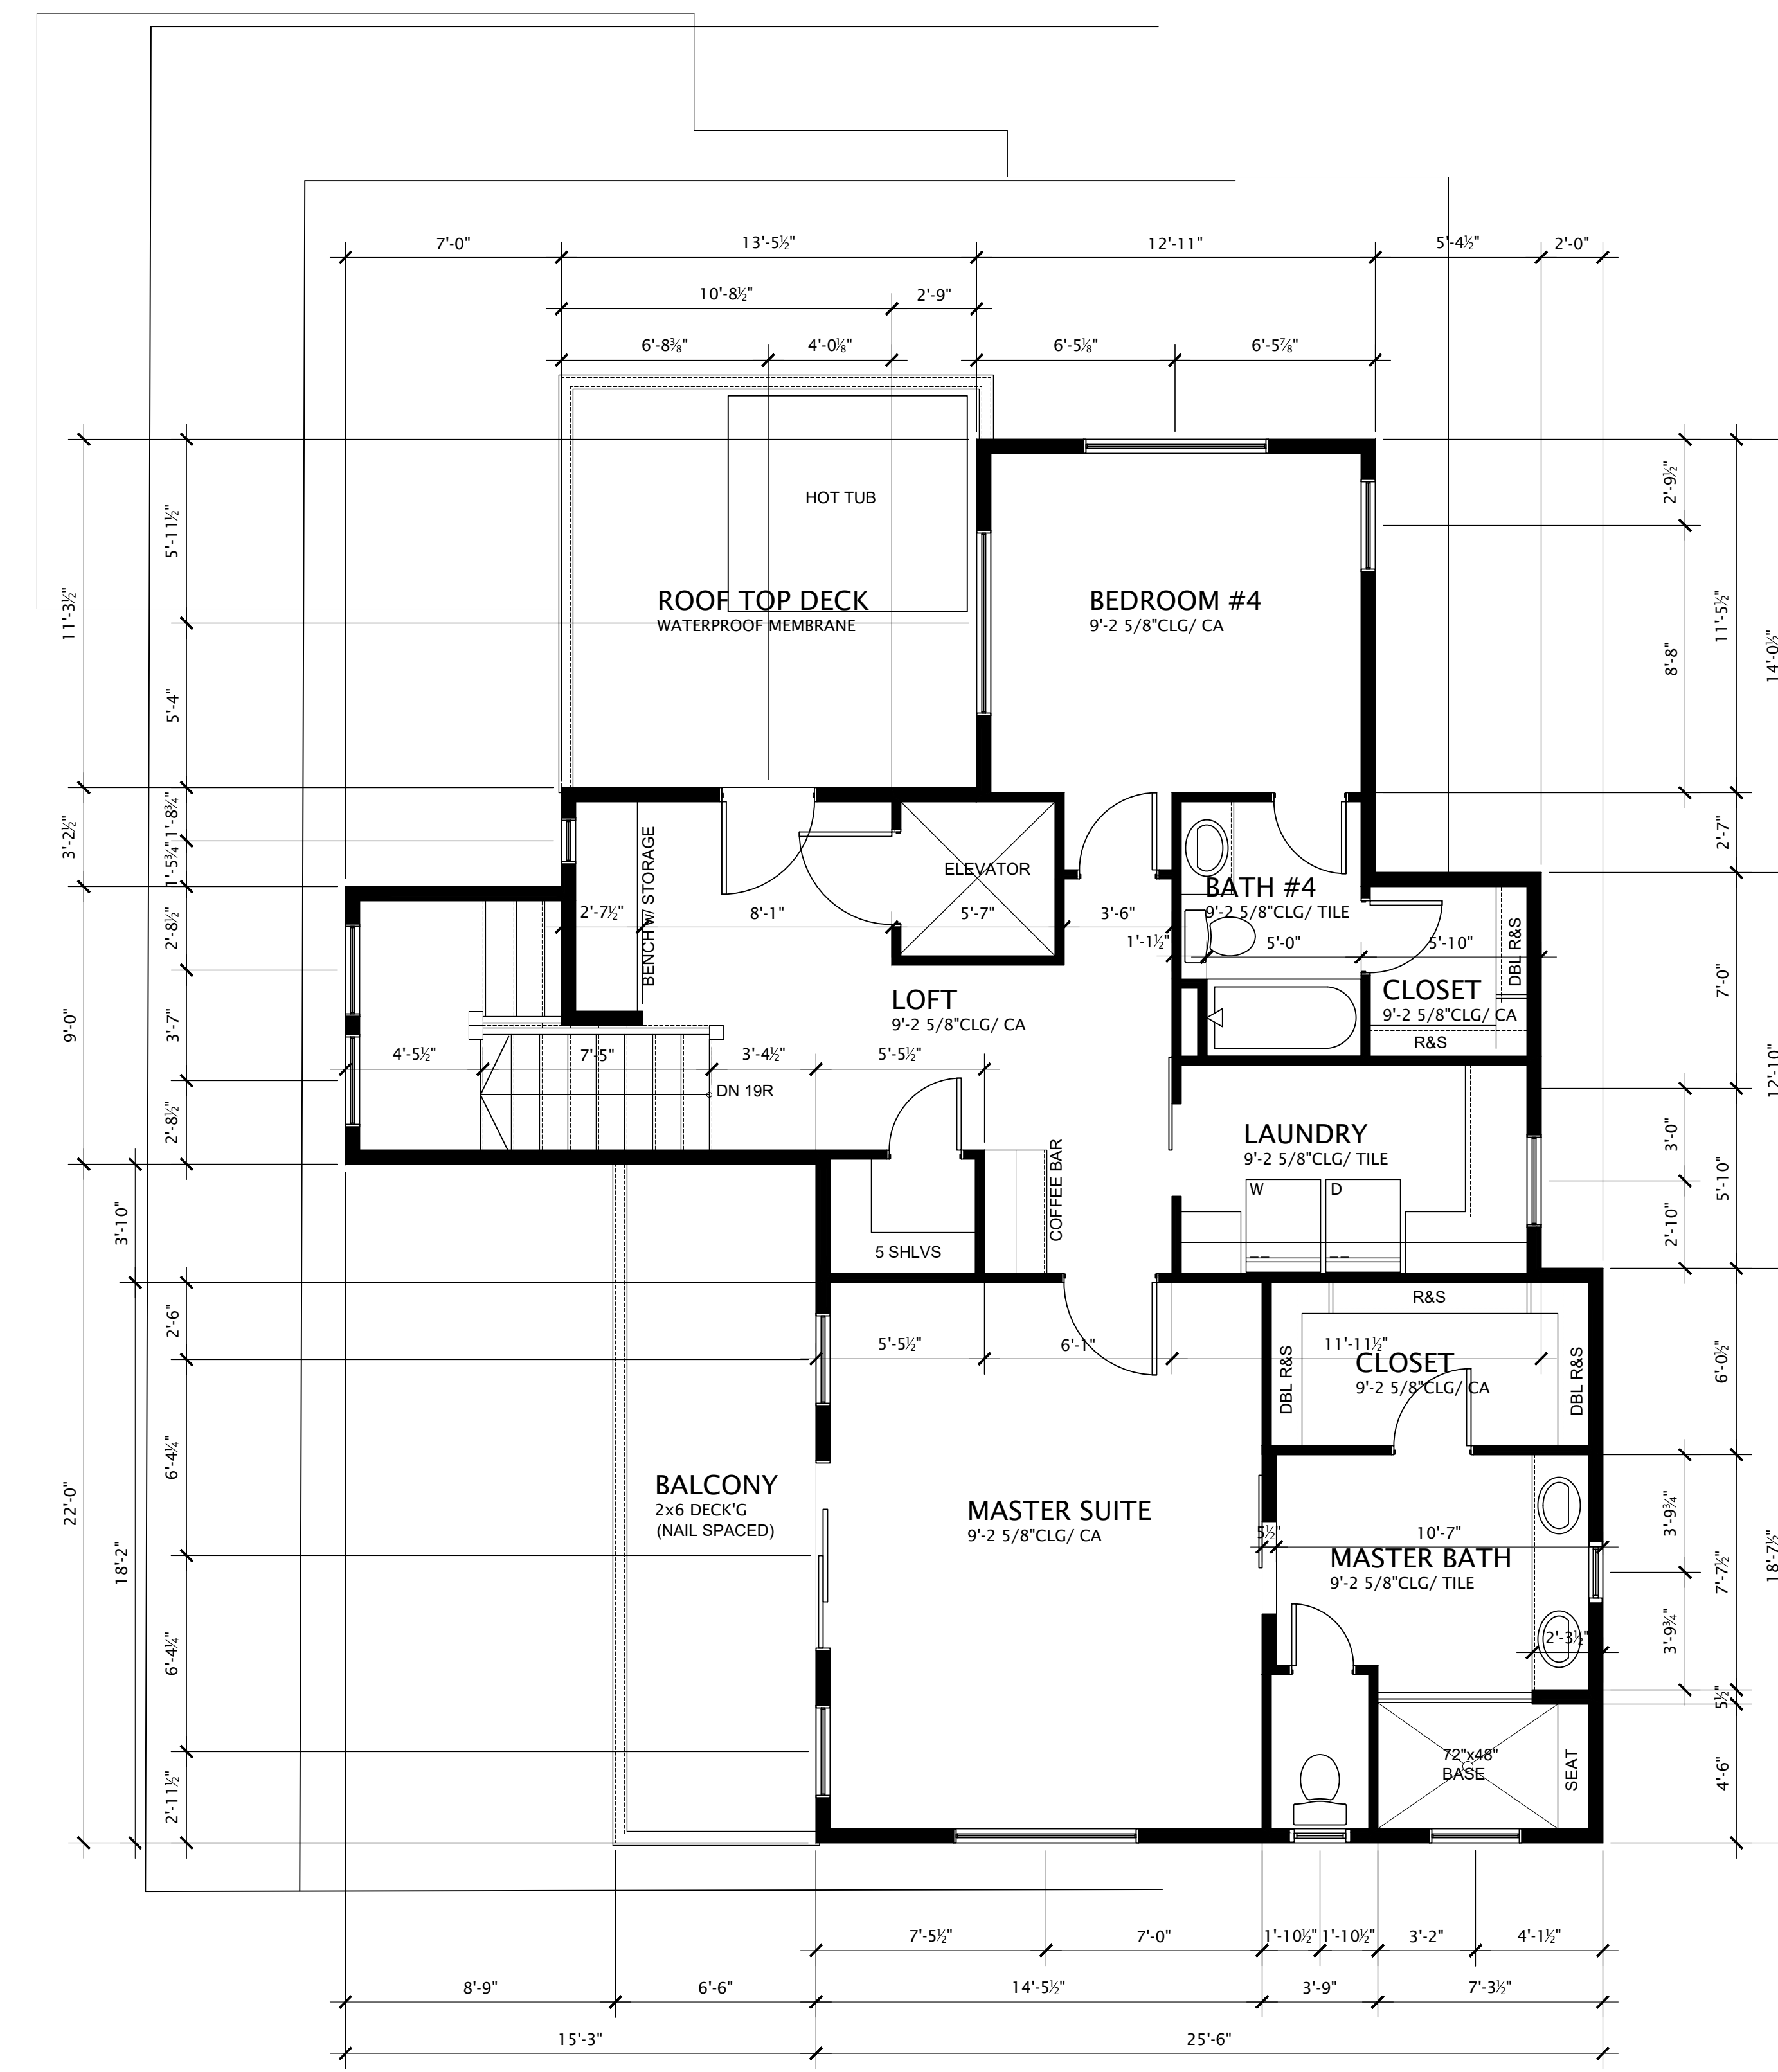 7'-0" 13'-5½" 12'-11" 5'-4½" 2'-0"
10'-8½" 2'-9"
6'-8⅜" 4'-0⅛" 6'-5⅛" 6'-5⅞"
2'-9½"
HOT TUB
5'-11½"
ROOF TOP DECK
WATERPROOF MEMBRANE
BEDROOM #4
9'-2 5/8"CLG/ CA
11'-3½"
11'-5½"
8'-8"
14'-0½"
5'-4"
1'-8¾"
3'-2½"
1'-5¾"
2'-7"
BENCH W/ STORAGE
ELEVATOR
BATH #4
9'-2 5/8"CLG/ TILE
2'-7½" 8'-1" 5'-7" 3'-6"
1'-1½" 5'-0" 5'-10"
2'-8½"
DBL R&S
CLOSET
9'-2 5/8"CLG/ CA
R&S
7'-0"
LOFT
9'-2 5/8"CLG/ CA
9'-0"
3'-7"
4'-5½" 7'-5" 3'-4½" 5'-5½"
DN 19R
12'-10"
2'-8½"
LAUNDRY
9'-2 5/8"CLG/ TILE
W D
COFFEE BAR
5 SHLVS
3'-0"
5'-10"
2'-10"
3'-10"
R&S
2'-6"
5'-5½" 6'-1" 11'-11½"
CLOSET
9'-2 5/8"CLG/ CA
DBL R&S
DBL R&S
6'-0½"
6'-4¼"
BALCONY
2x6 DECK'G
(NAIL SPACED)
MASTER SUITE
9'-2 5/8"CLG/ CA
22'-0"
18'-2"
5½" 10'-7"
MASTER BATH
9'-2 5/8"CLG/ TILE
3'-9¾"
7'-7½"
18'-7½"
3'-9¾"
2'-3½"
6'-4¼"
5½"
72"x48"
BASE
SEAT
4'-6"
2'-11½"
7'-5½" 7'-0" 1'-10½" 1'-10½" 3'-2" 4'-1½"
8'-9" 6'-6" 14'-5½" 3'-9" 7'-3½"
15'-3" 25'-6"